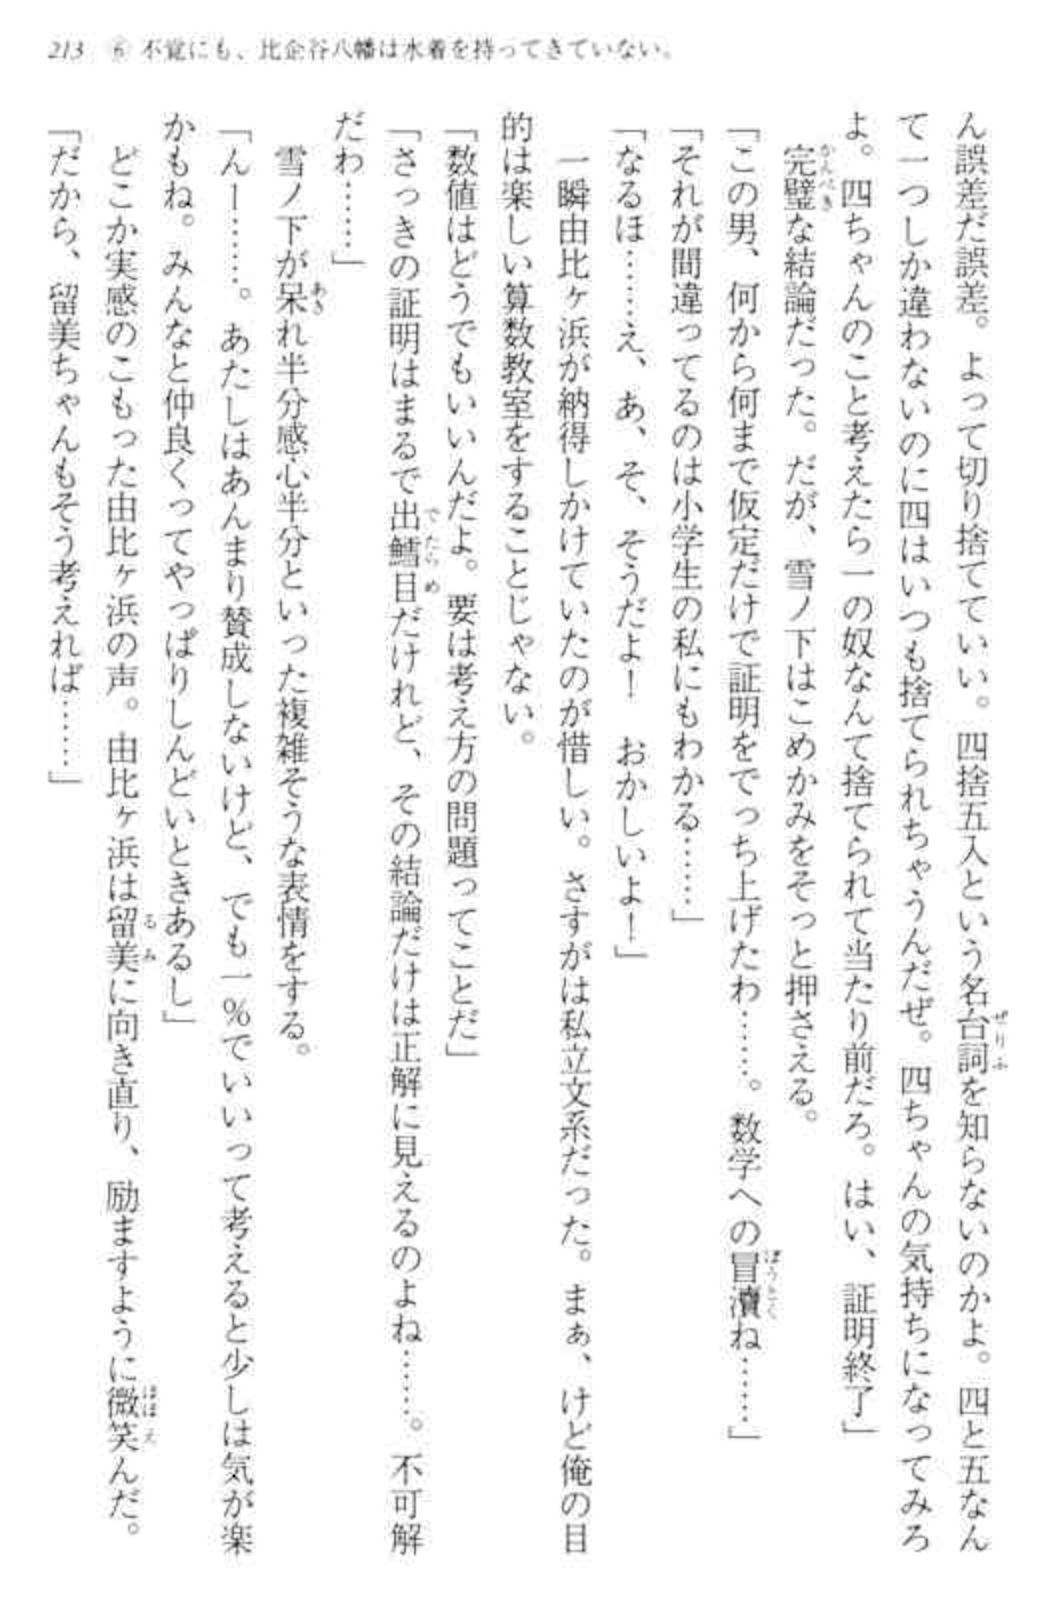 213 ⑥ 不覚にも、比企谷八幡は水着を持ってきていない。
ん誤差だ誤差。よって切り捨てていい。四捨五入という名台詞を知らないのかよ。四と五なん
て一つしか違わないのに四はいつも捨てられちゃうんだぜ。四ちゃんの気持ちになってみろ
よ。四ちゃんのこと考えたら一の奴なんて捨てられて当たり前だろ。はい、証明終了」
　完璧な結論だった。だが、雪ノ下はこめかみをそっと押さえる。
「この男、何から何まで仮定だけで証明をでっち上げたわ……。数学への冒瀆ね……」
「それが間違ってるのは小学生の私にもわかる……」
「なるほ……え、あ、そ、そうだよ！　おかしいよ！」
　一瞬由比ヶ浜が納得しかけていたのが惜しい。さすがは私立文系だった。まぁ、けど俺の目
的は楽しい算数教室をすることじゃない。
「数値はどうでもいいんだよ。要は考え方の問題ってことだ」
「さっきの証明はまるで出鱈目だけれど、その結論だけは正解に見えるのよね……。不可解
だわ……」
　雪ノ下が呆れ半分感心半分といった複雑そうな表情をする。
「んー……。あたしはあんまり賛成しないけど、でも一％でいいって考えると少しは気が楽
かもね。みんなと仲良くってやっぱりしんどいときあるし」
　どこか実感のこもった由比ヶ浜の声。由比ヶ浜は留美に向き直り、励ますように微笑んだ。
「だから、留美ちゃんもそう考えれば……」